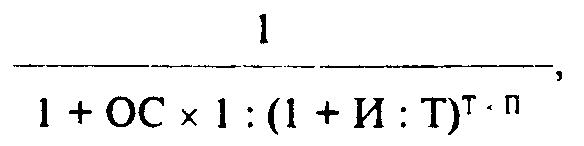 1
1 + ОС × 1 : (1 + И : Т)^Т · П,